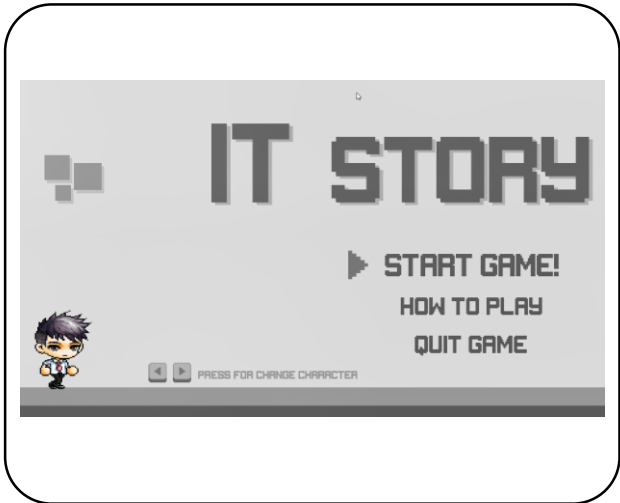 IT STORY
START GAME!
HOW TO PLAY
QUIT GAME
PRESS FOR CHANGE CHARACTER